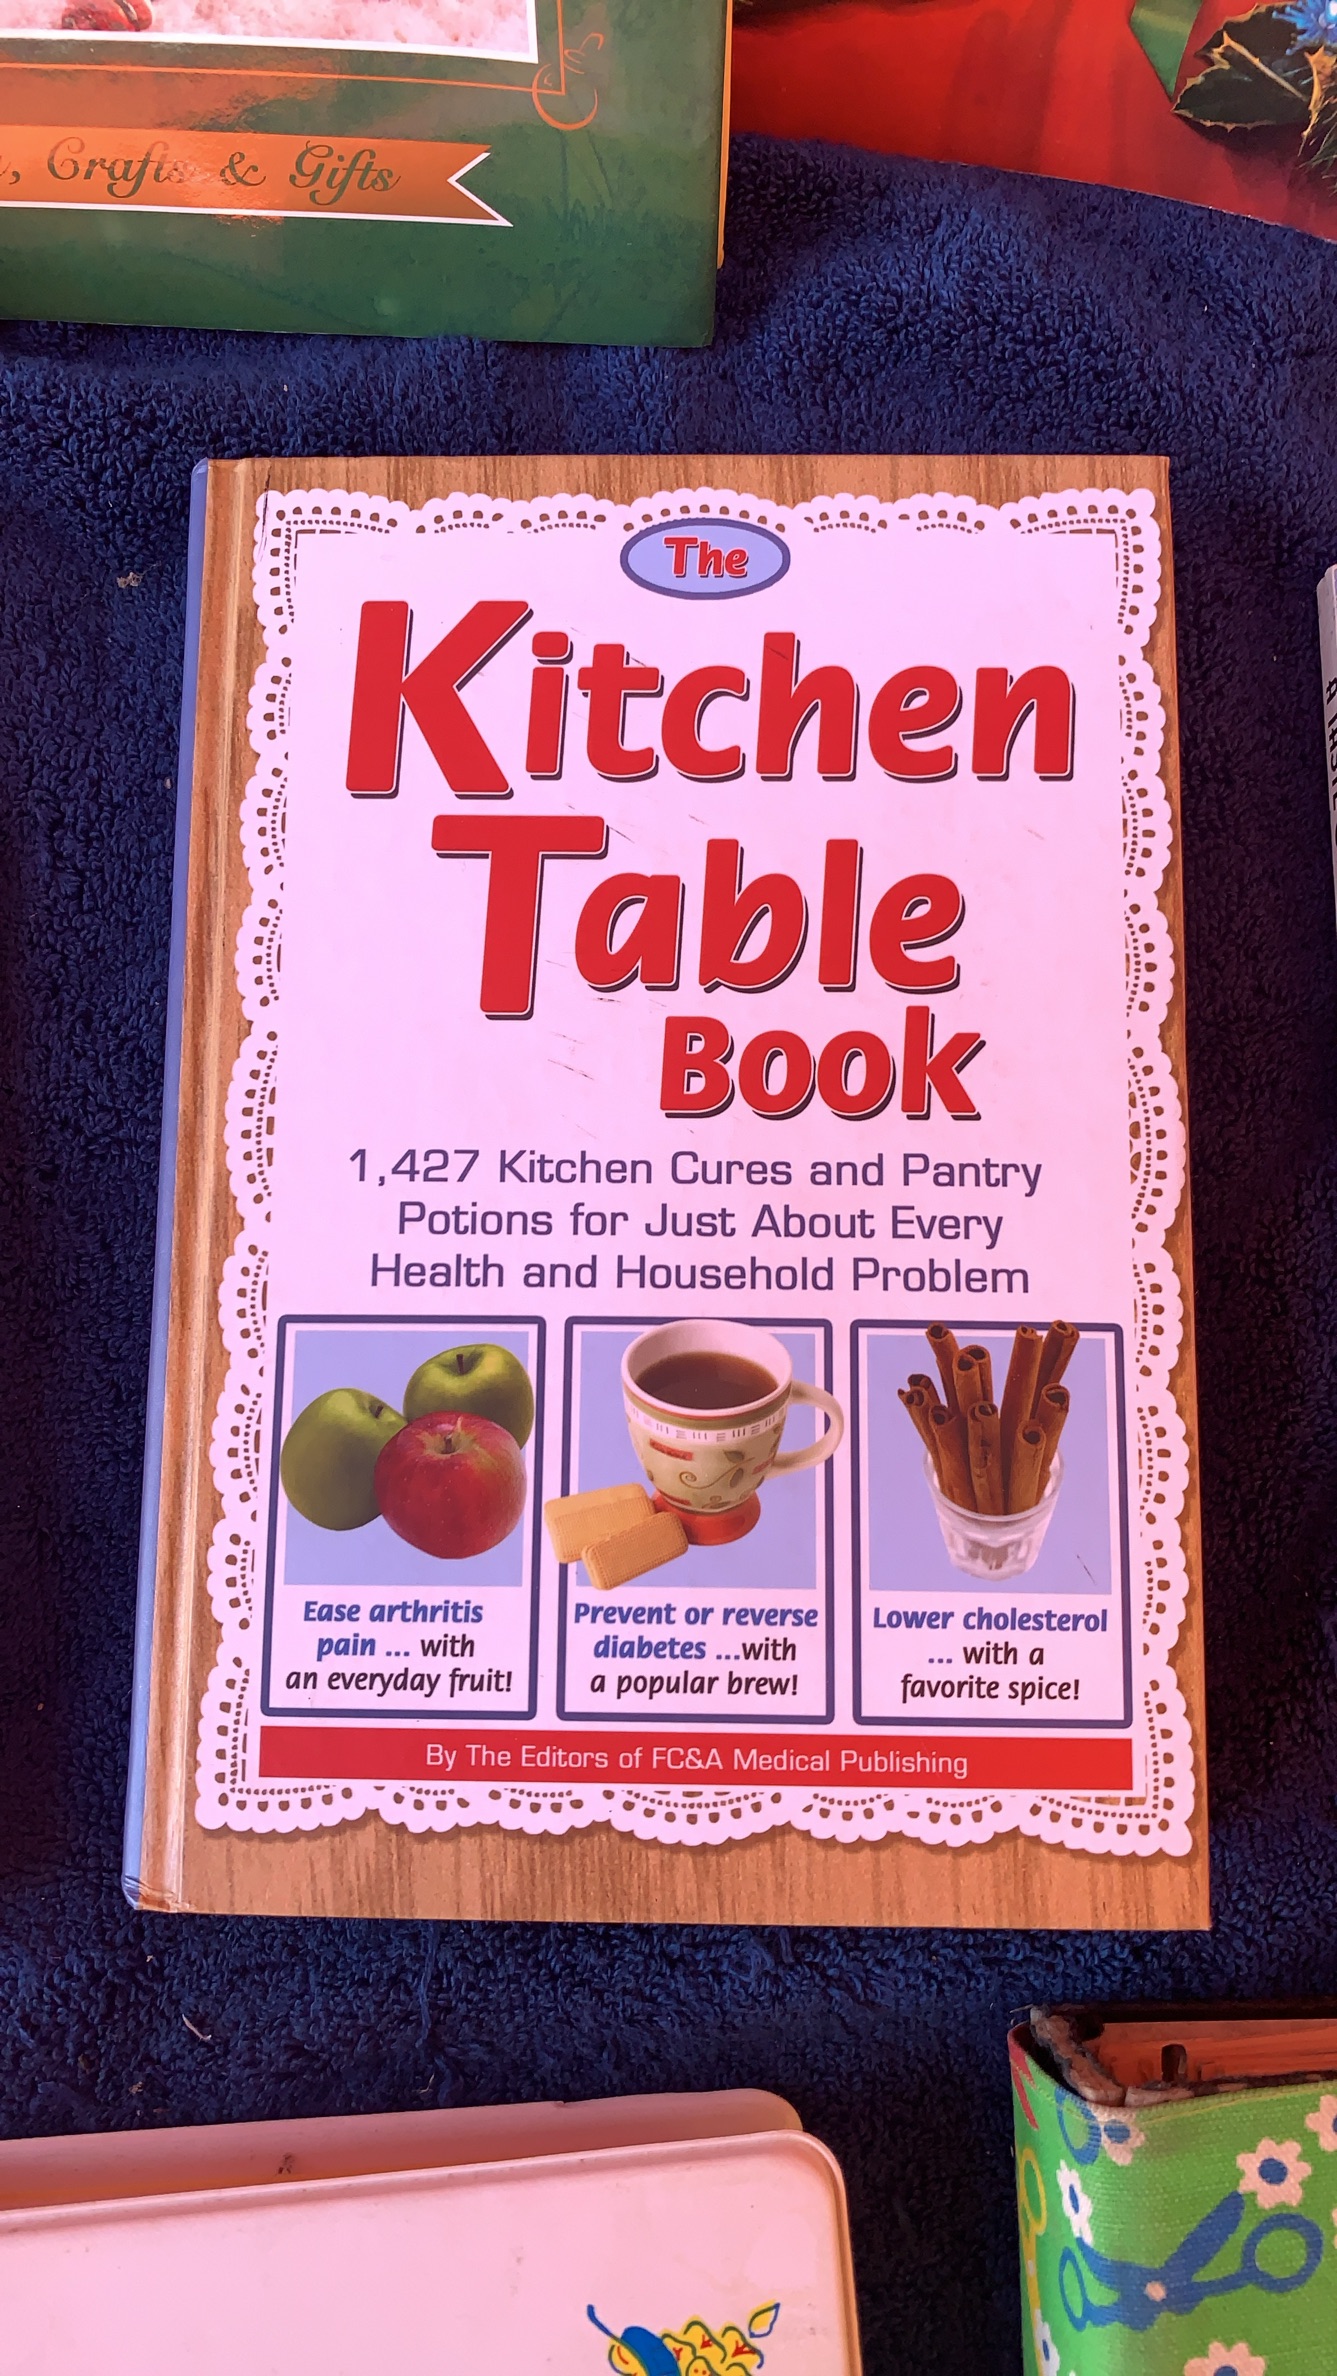 , Crafts & Gifts
The
Kitchen
Table
Book
1,427 Kitchen Cures and Pantry
Potions for Just About Every
Health and Household Problem
Ease arthritis
pain ... with
an everyday fruit!
Prevent or reverse
diabetes ...with
a popular brew!
Lower cholesterol
... with a
favorite spice!
By The Editors of FC&A Medical Publishing